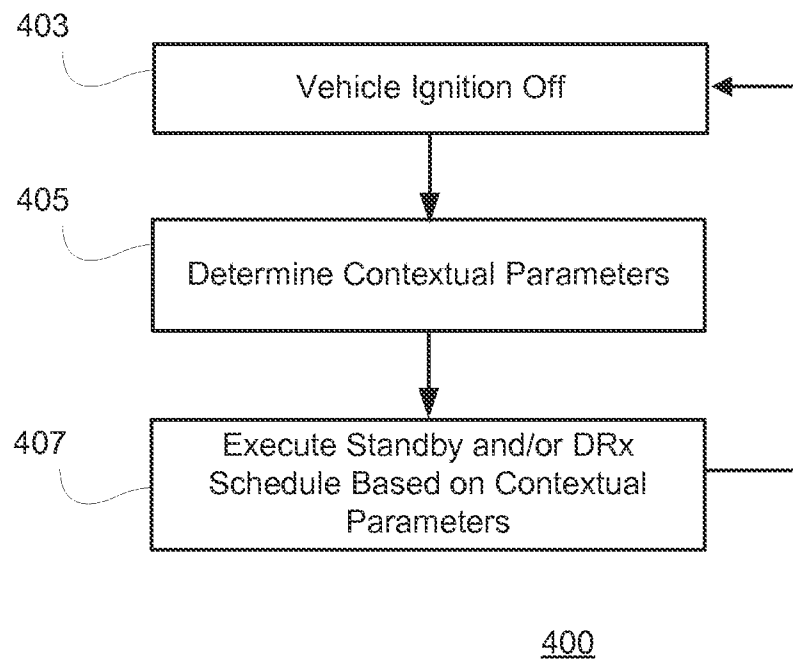 403
Vehicle Ignition Off
405
Determine Contextual Parameters
407
Execute Standby and/or DRx
Schedule Based on Contextual
Parameters
400